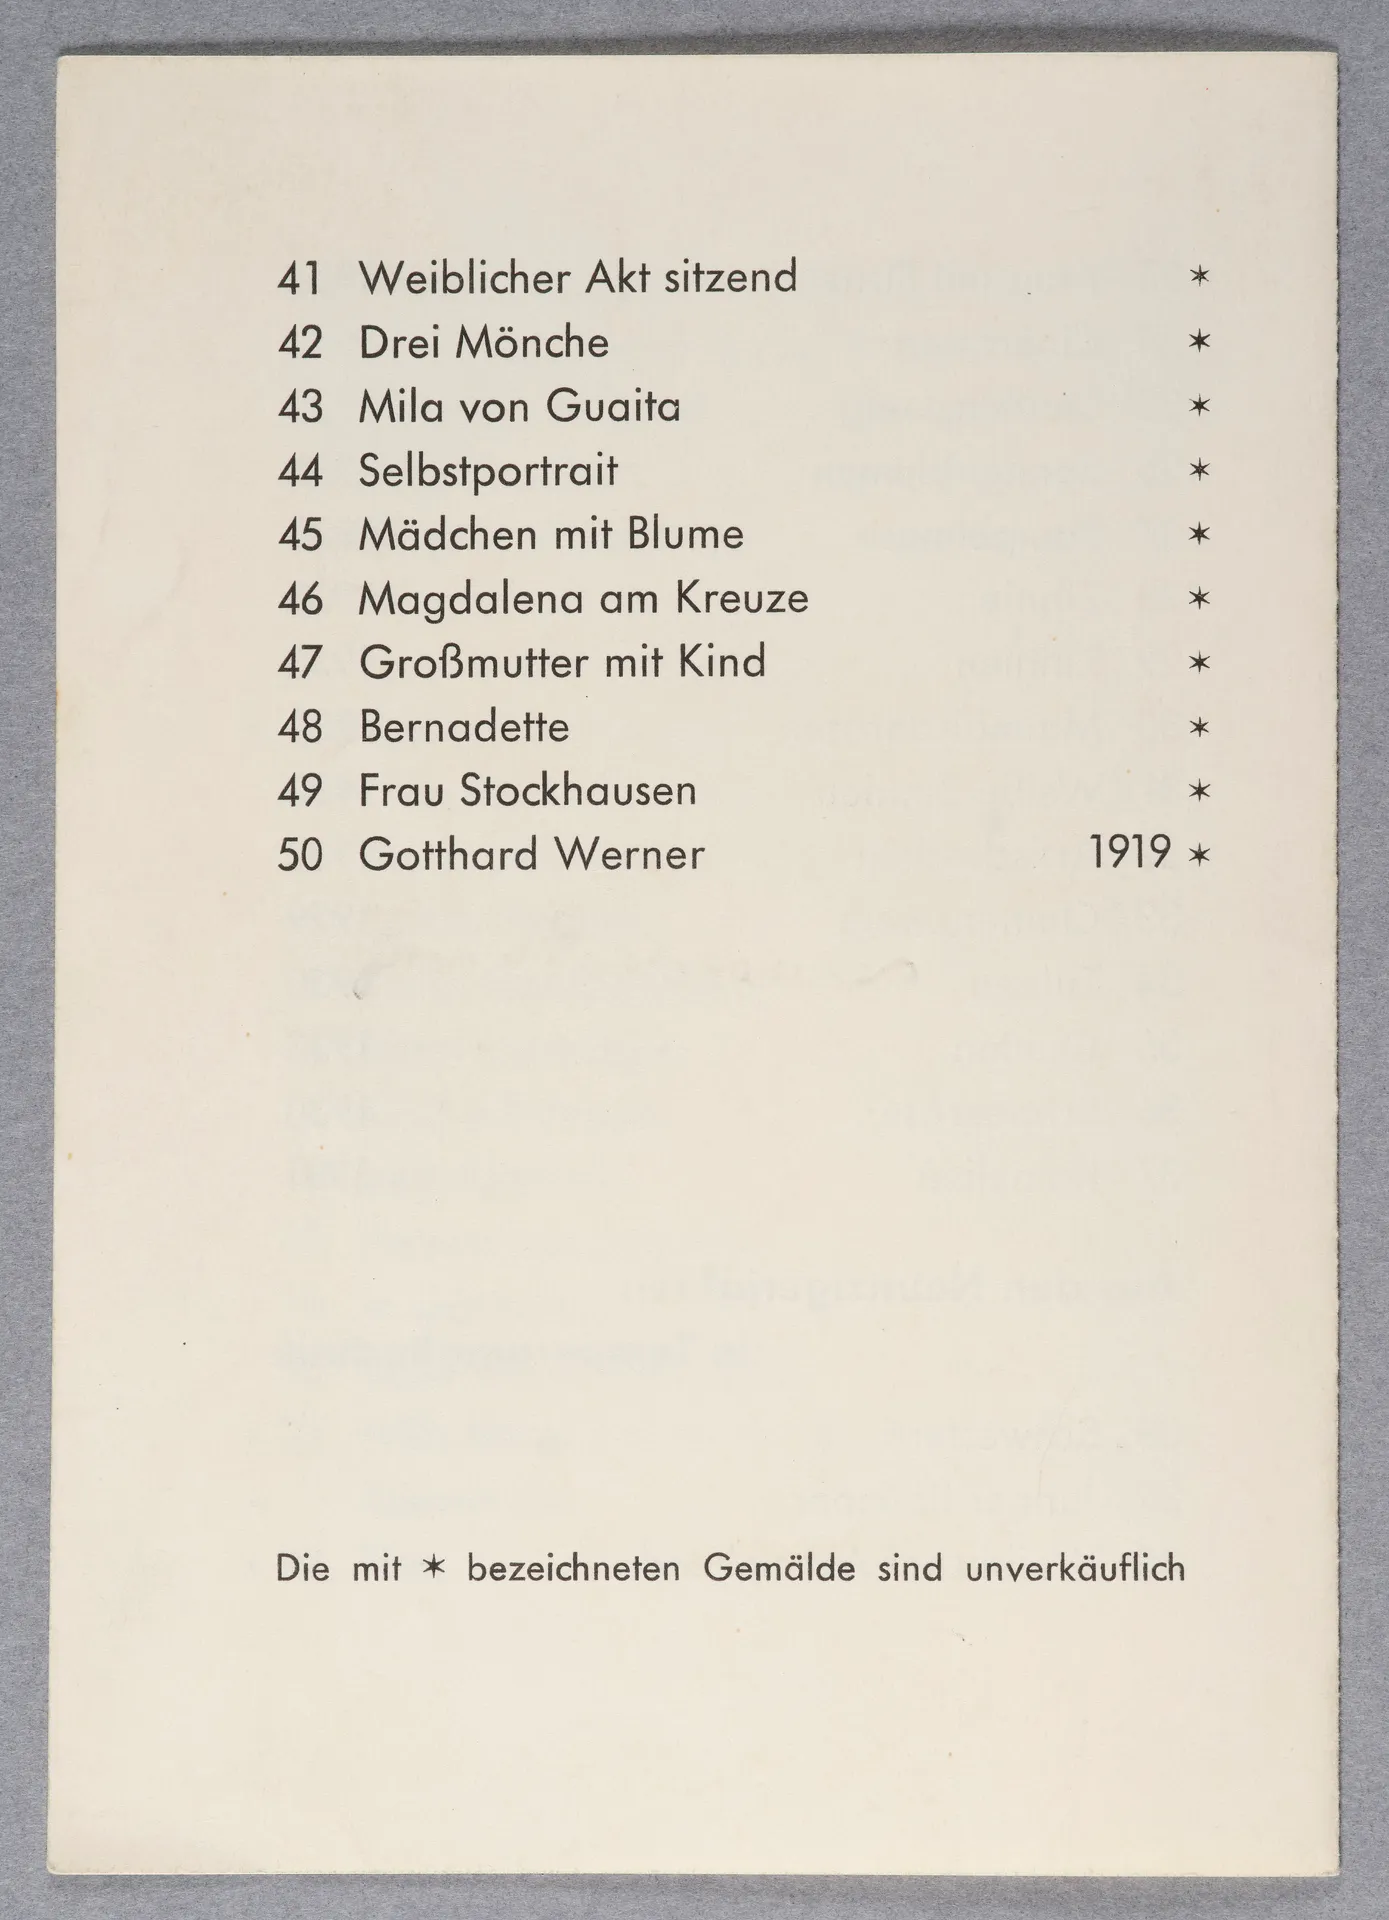 41 Weiblicher Akt sitzend *
42 Drei Mönche *
43 Mila von Guaita *
44 Selbstportrait *
45 Mädchen mit Blume *
46 Magdalena am Kreuze *
47 Großmutter mit Kind *
48 Bernadette *
49 Frau Stockhausen *
50 Gotthard Werner 1919 *
Die mit * bezeichneten Gemälde sind unverkäuflich